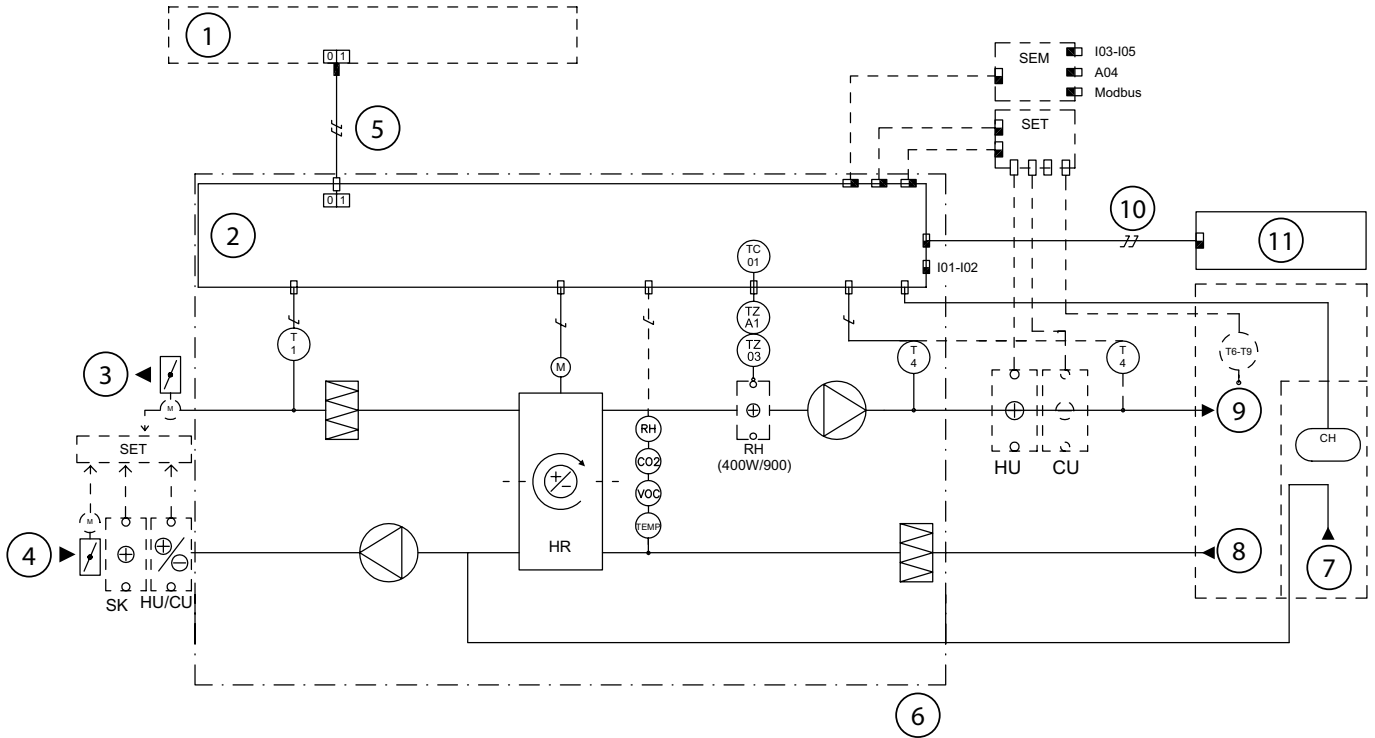 1
0 1
SEM
I03-I05
A04
Modbus
5
SET
0 1
2
10
11
I01-I02
TC
01
T
1
TZ
A1
TZ
03
M
T
4
T
4
T6-T9
3
M
9
SET
RH
RH
(400W/900)
HU
CU
CH
CO2
VOC
TEMP
M
4
HR
8
7
SK
HU/CU
6